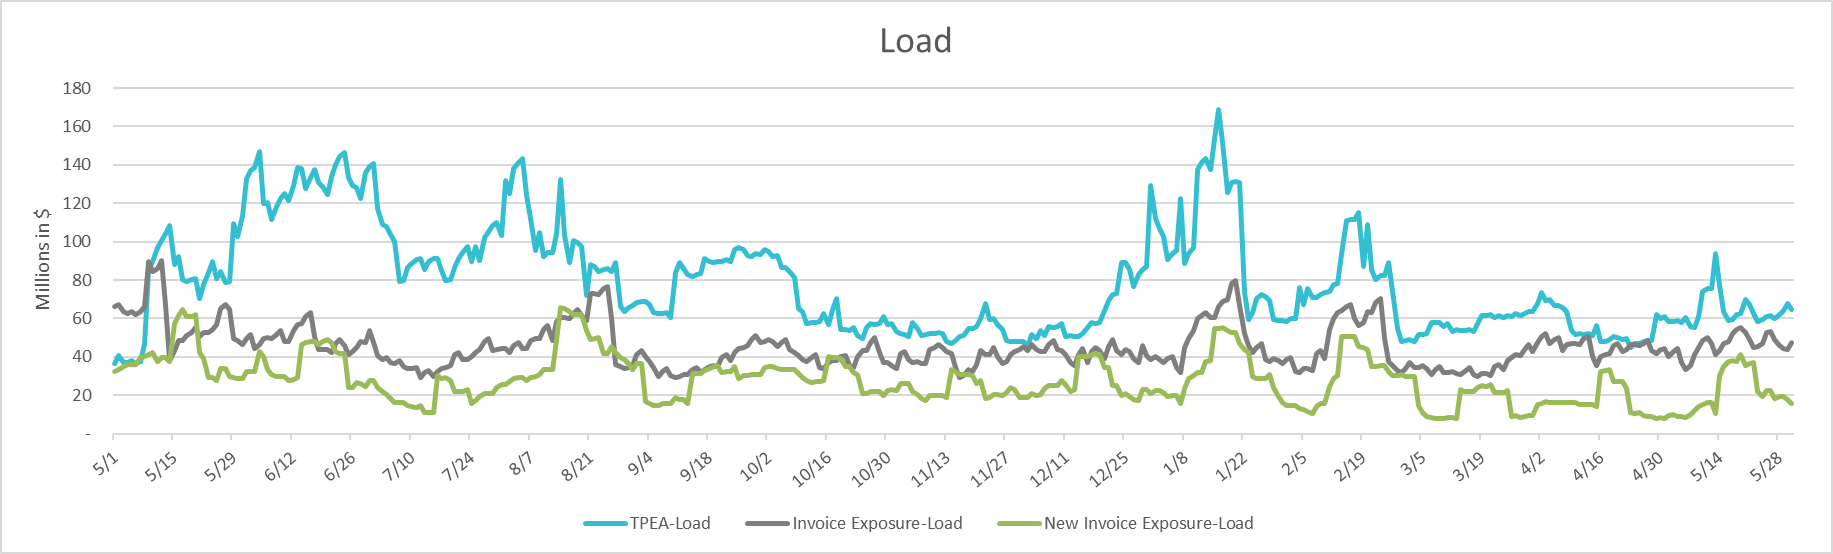 Load
Millions in $
180
160
140
120
100
80
60
40
20
-
5/1 5/15 5/29 6/12 6/26 7/10 7/24 8/7 8/21 9/4 9/18 10/2 10/16 10/30 11/13 11/27 12/11 12/25 1/8 1/22 2/5 2/19 3/5 3/19 4/2 4/16 4/30 5/14 5/28
TPEA-Load Invoice Exposure-Load New Invoice Exposure-Load